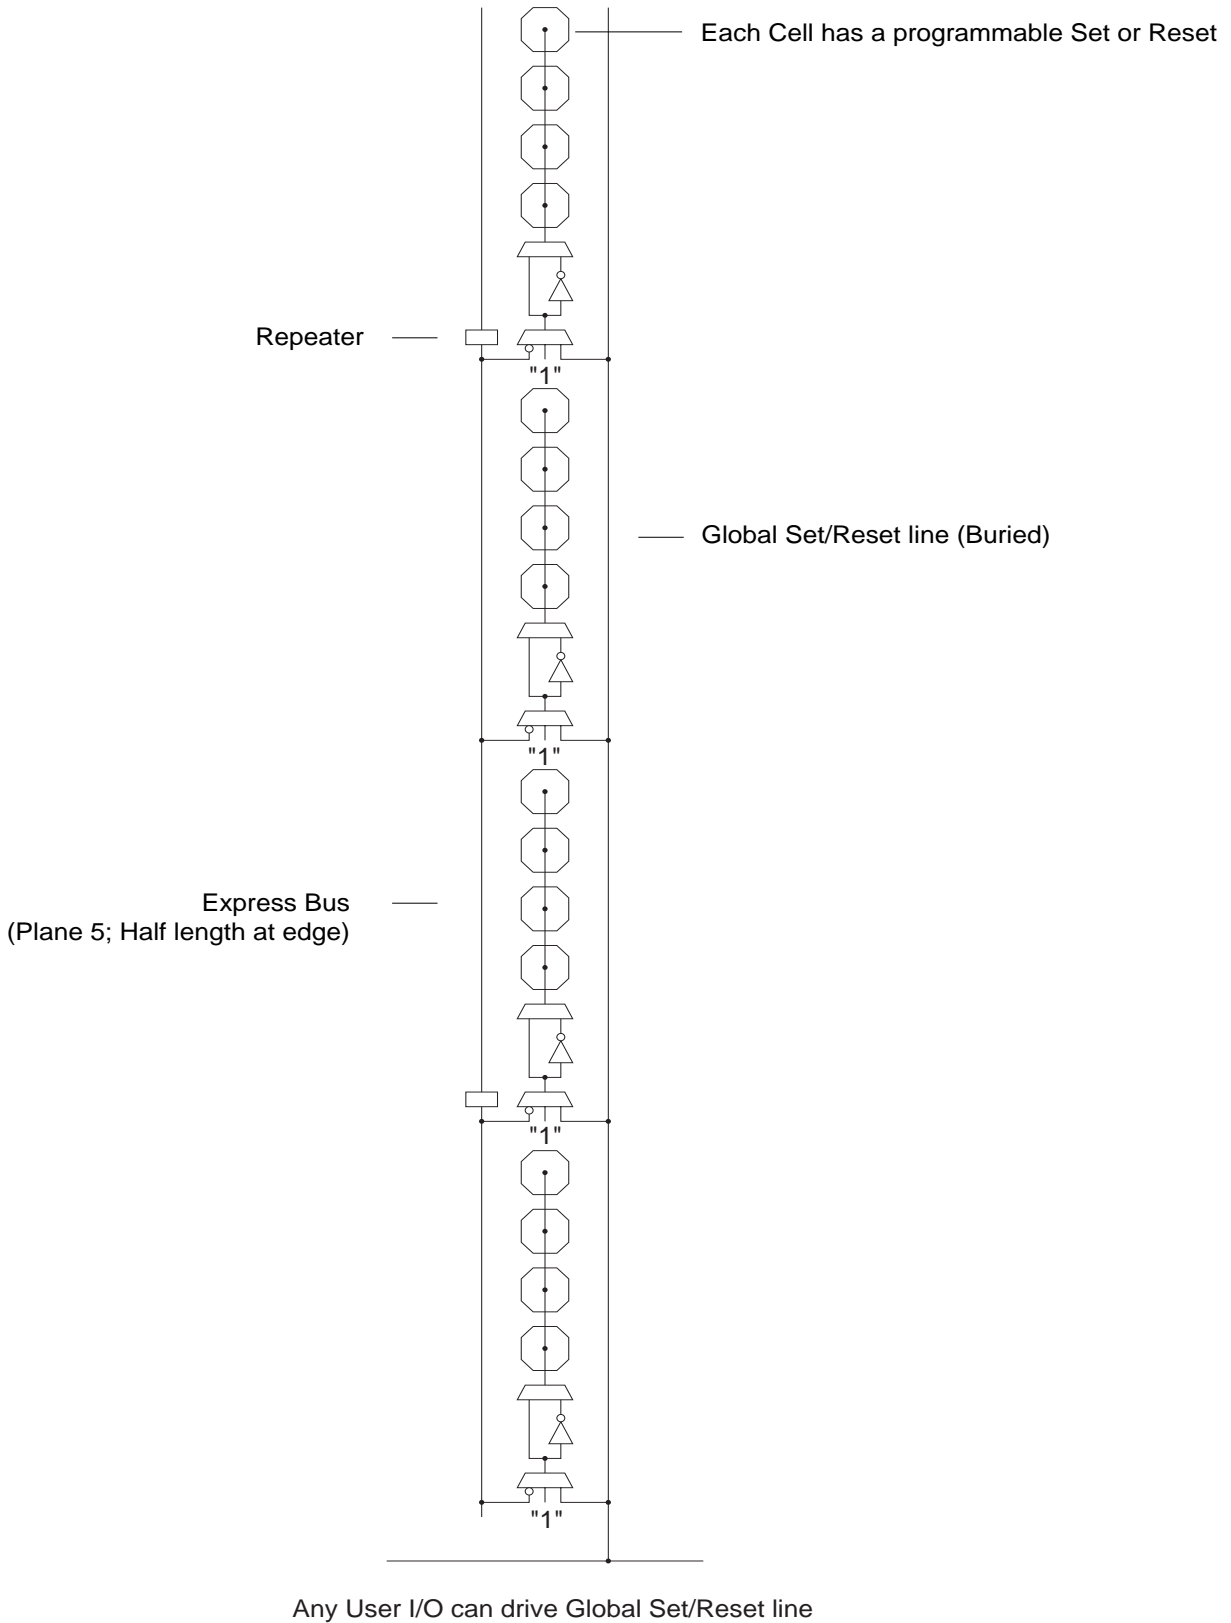 Each Cell has a programmable Set or Reset
Repeater
"1"
Global Set/Reset line (Buried)
"1"
Express Bus
(Plane 5; Half length at edge)
"1"
"1"
Any User I/O can drive Global Set/Reset line